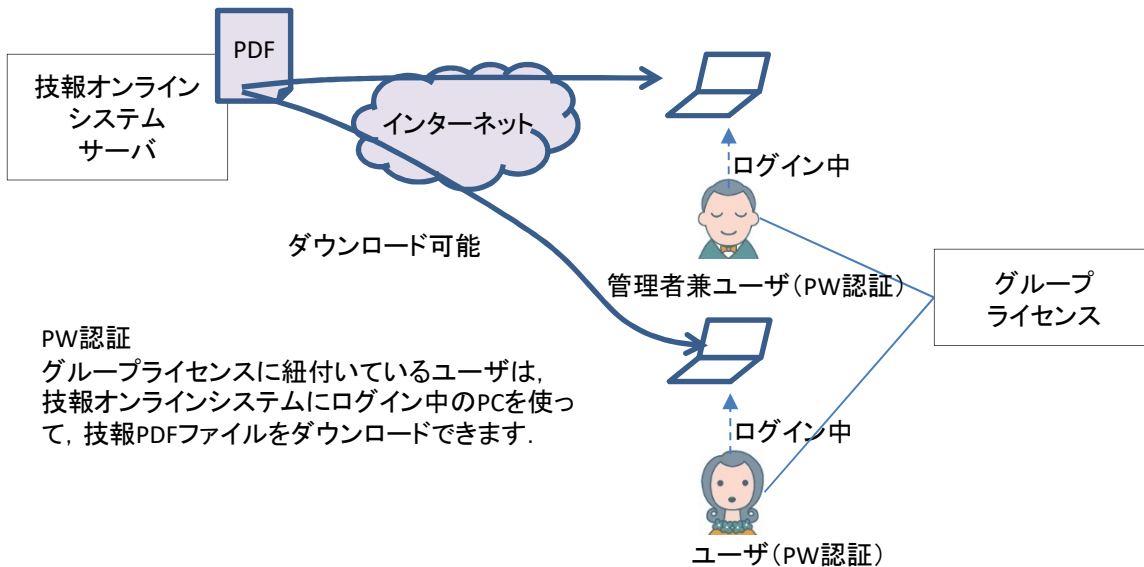 PDF
技報オンライン
システム
サーバ
インターネット
ログイン中
ダウンロード可能
管理者兼ユーザ（PW認証）
グループ
ライセンス
PW認証
グループライセンスに紐付いているユーザは，
技報オンラインシステムにログイン中のPCを使っ
て，技報PDFファイルをダウンロードできます．
ログイン中
ユーザ（PW認証）